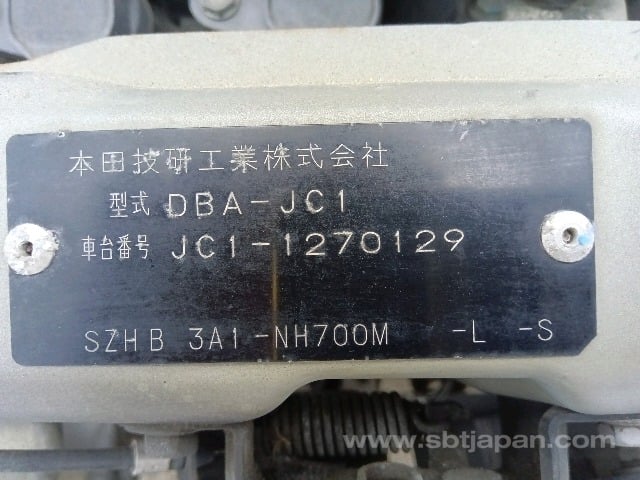 本田技研工業株式会社
型式 DBA-JC1
車台番号 JC1-1270129
SZHB 3A1-NH700M -L -S
www.sbtjapan.com